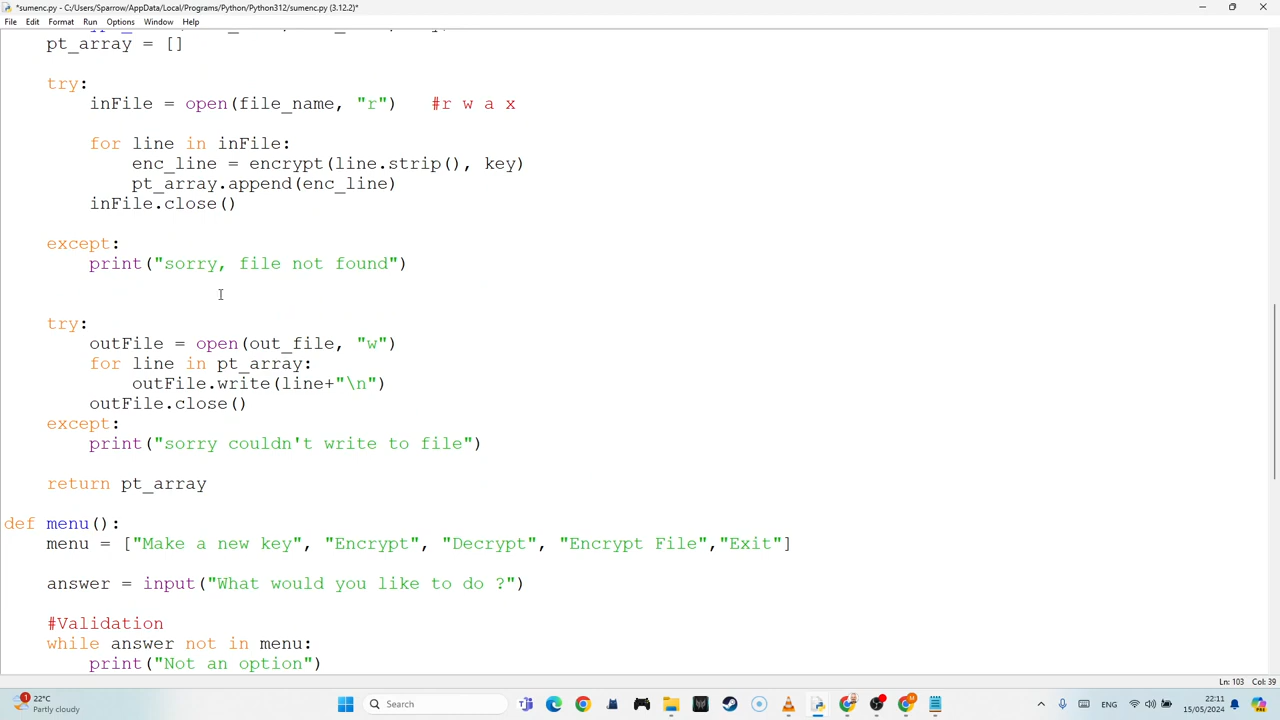 *sumenc.py - C:/Users/Sparrow/AppData/Local/Programs/Python/Python312/sumenc.py (3.12.2)*
File Edit Format Run Options Window Help
pt_array = []
try:
inFile = open(file_name, "r") #r w a x
for line in inFile:
enc_line = encrypt(line.strip(), key)
pt_array.append(enc_line)
inFile.close()
except:
print("sorry, file not found")
try:
outFile = open(out_file, "w")
for line in pt_array:
outFile.write(line+"\n")
outFile.close()
except:
print("sorry couldn't write to file")
return pt_array
def menu():
menu = ["Make a new key", "Encrypt", "Decrypt", "Encrypt File","Exit"]
answer = input("What would you like to do ?")
#Validation
while answer not in menu:
print("Not an option")
Ln: 103 Col: 39
22°C
Partly cloudy
Search
ENG
22:11
15/05/2024